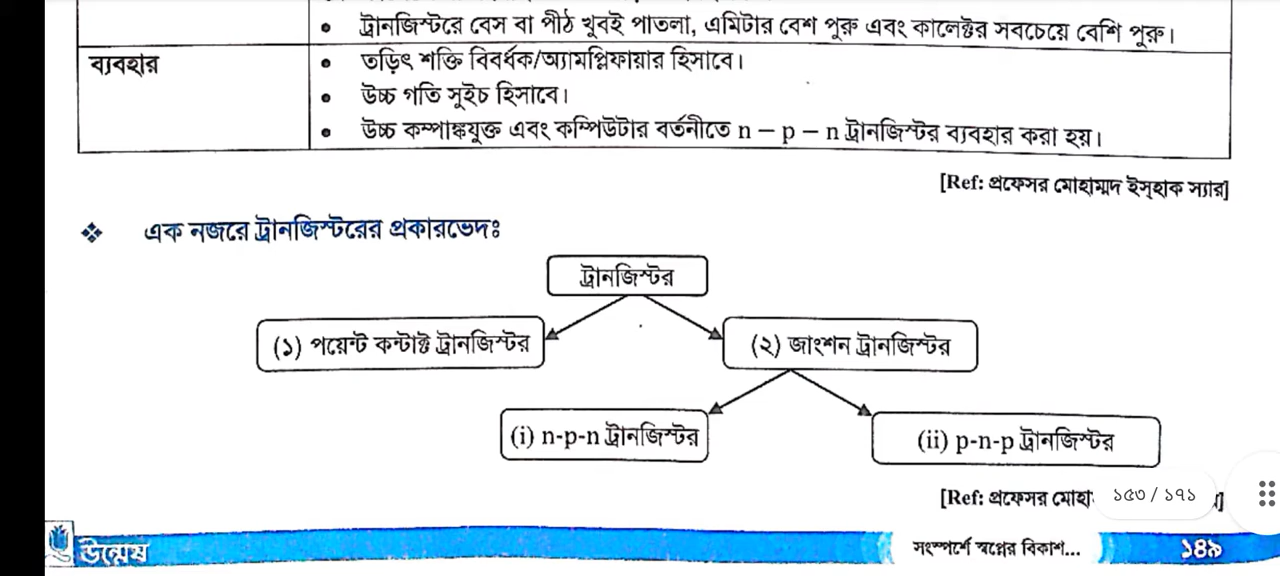 • ট্রানজিস্টরে বেস বা পীঠ খুবই পাতলা, এমিটার বেশ পুরু এবং কালেক্টর সবচেয়ে বেশি পুরু।
ব্যবহার
• তড়িৎ শক্তি বিবর্ধক/অ্যামপ্লিফায়ার হিসাবে।
• উচ্চ গতি সুইচ হিসাবে।
• উচ্চ কম্পাঙ্কযুক্ত এবং কম্পিউটার বর্তনীতে n – p – n ট্রানজিস্টর ব্যবহার করা হয়।
[Ref: প্রফেসর মোহাম্মদ ইস্হাক স্যার]
❖ এক নজরে ট্রানজিস্টরের প্রকারভেদঃ
ট্রানজিস্টর
(১) পয়েন্ট কন্টাক্ট ট্রানজিস্টর
(২) জাংশন ট্রানজিস্টর
(i) n-p-n ট্রানজিস্টর
(ii) p-n-p ট্রানজিস্টর
[Ref: প্রফেসর মোহা
১৫৩ / ১৭১
উন্মেষ
সংস্পর্শে স্বপ্নের বিকাশ...
১৪৯